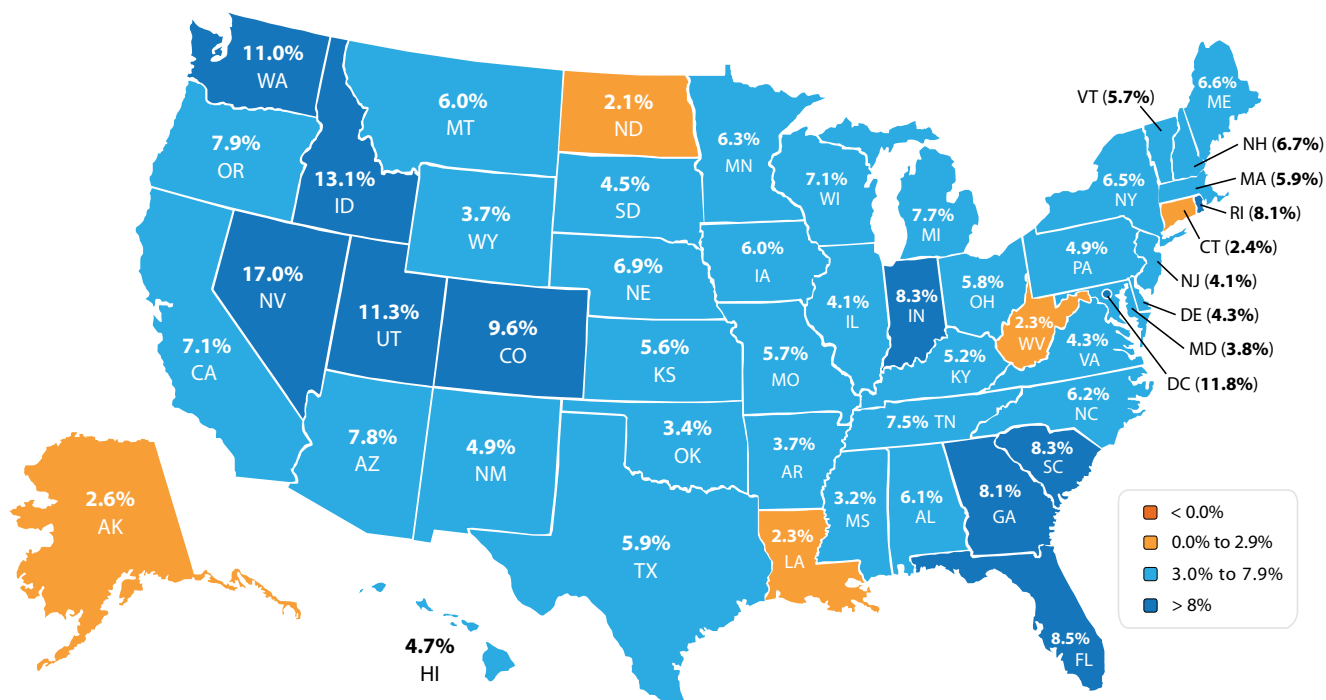 11.0%
WA
6.0%
MT
2.1%
ND
6.3%
MN
7.9%
OR
13.1%
ID
4.5%
SD
3.7%
WY
7.1%
WI
7.7%
MI
6.5%
NY
6.6%
ME
VT (5.7%)
NH (6.7%)
MA (5.9%)
RI (8.1%)
CT (2.4%)
NJ (4.1%)
DE (4.3%)
MD (3.8%)
DC (11.8%)
17.0%
NV
11.3%
UT
9.6%
CO
6.9%
NE
6.0%
IA
4.1%
IL
8.3%
IN
5.8%
OH
4.9%
PA
2.3%
WV
4.3%
VA
7.1%
CA
5.6%
KS
5.7%
MO
5.2%
KY
6.2%
NC
7.5% TN
7.8%
AZ
4.9%
NM
3.4%
OK
3.7%
AR
3.2%
MS
6.1%
AL
8.1%
GA
8.3%
SC
2.6%
AK
5.9%
TX
2.3%
LA
8.5%
FL
4.7%
HI
< 0.0%
0.0% to 2.9%
3.0% to 7.9%
> 8%